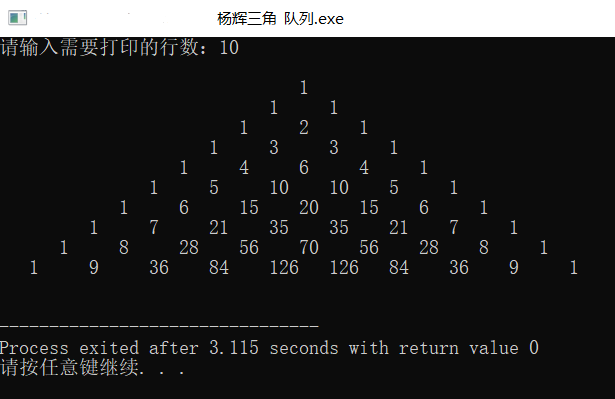 杨辉三角 队列.exe
请输入需要打印的行数：10
1
1 1
1 2 1
1 3 3 1
1 4 6 4 1
1 5 10 10 5 1
1 6 15 20 15 6 1
1 7 21 35 35 21 7 1
1 8 28 56 70 56 28 8 1
1 9 36 84 126 126 84 36 9 1
--------------------------------
Process exited after 3.115 seconds with return value 0
请按任意键继续. . .